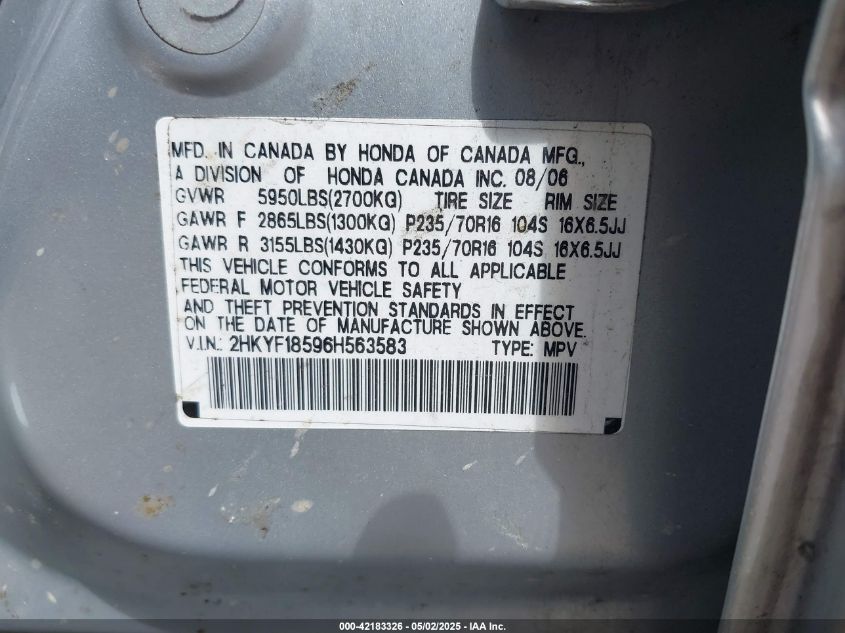 MFD. IN CANADA BY HONDA OF CANADA MFG.,
A DIVISION OF HONDA CANADA INC. 08/06
GVWR 5950LBS(2700KG) TIRE SIZE RIM SIZE
GAWR F 2865LBS(1300KG) P235/70R16 104S 16X6.5JJ
GAWR R 3155LBS(1430KG) P235/70R16 104S 16X6.5JJ
THIS VEHICLE CONFORMS TO ALL APPLICABLE
FEDERAL MOTOR VEHICLE SAFETY
AND THEFT PREVENTION STANDARDS IN EFFECT
ON THE DATE OF MANUFACTURE SHOWN ABOVE.
V.I.N.: 2HKYF18596H563583 TYPE: MPV
000-42183326 - 05/02/2025 - IAA Inc.